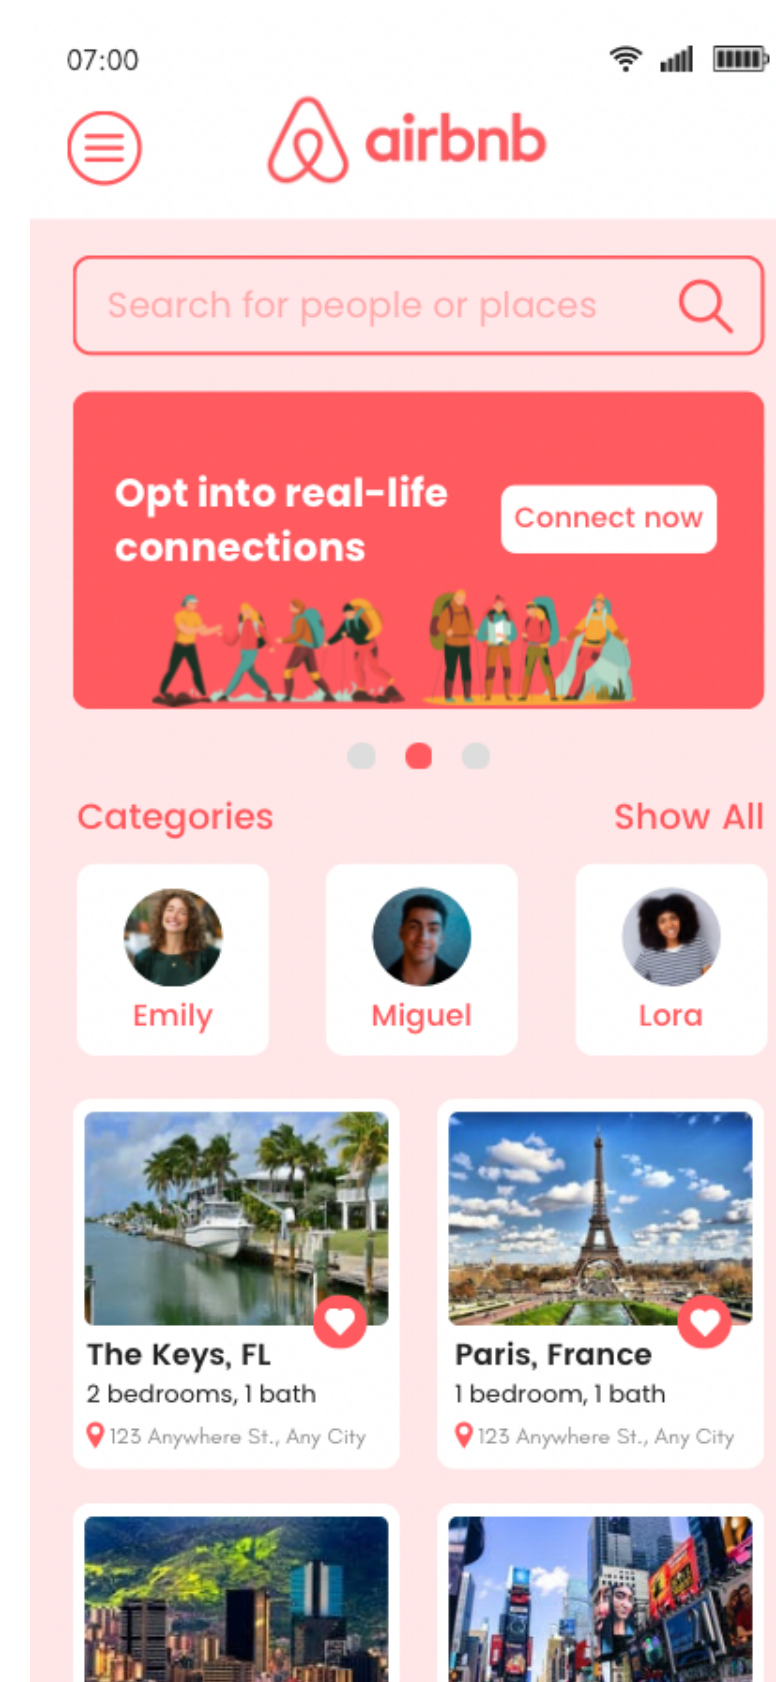 07:00
airbnb
Search for people or places
Opt into real-life
connections
Connect now
Categories
Show All
Emily
Miguel
Lora
The Keys, FL
2 bedrooms, 1 bath
123 Anywhere St., Any City
Paris, France
1 bedroom, 1 bath
123 Anywhere St., Any City